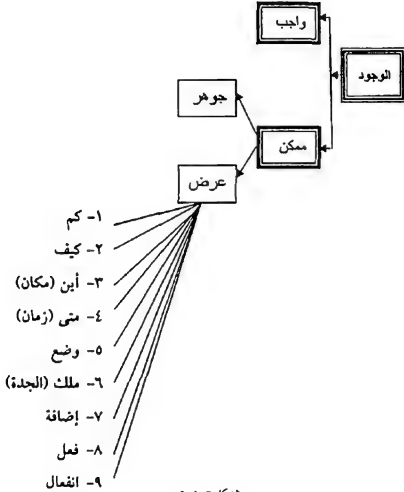 واجب
الوجود
جوهر
ممكن
عرض
١- كم
٢- كيف
٣- أين (مكان)
٤- متى (زمان)
٥- وضع
٦- ملك (الجدة)
٧- إضافة
٨- فعل
٩- انفعال